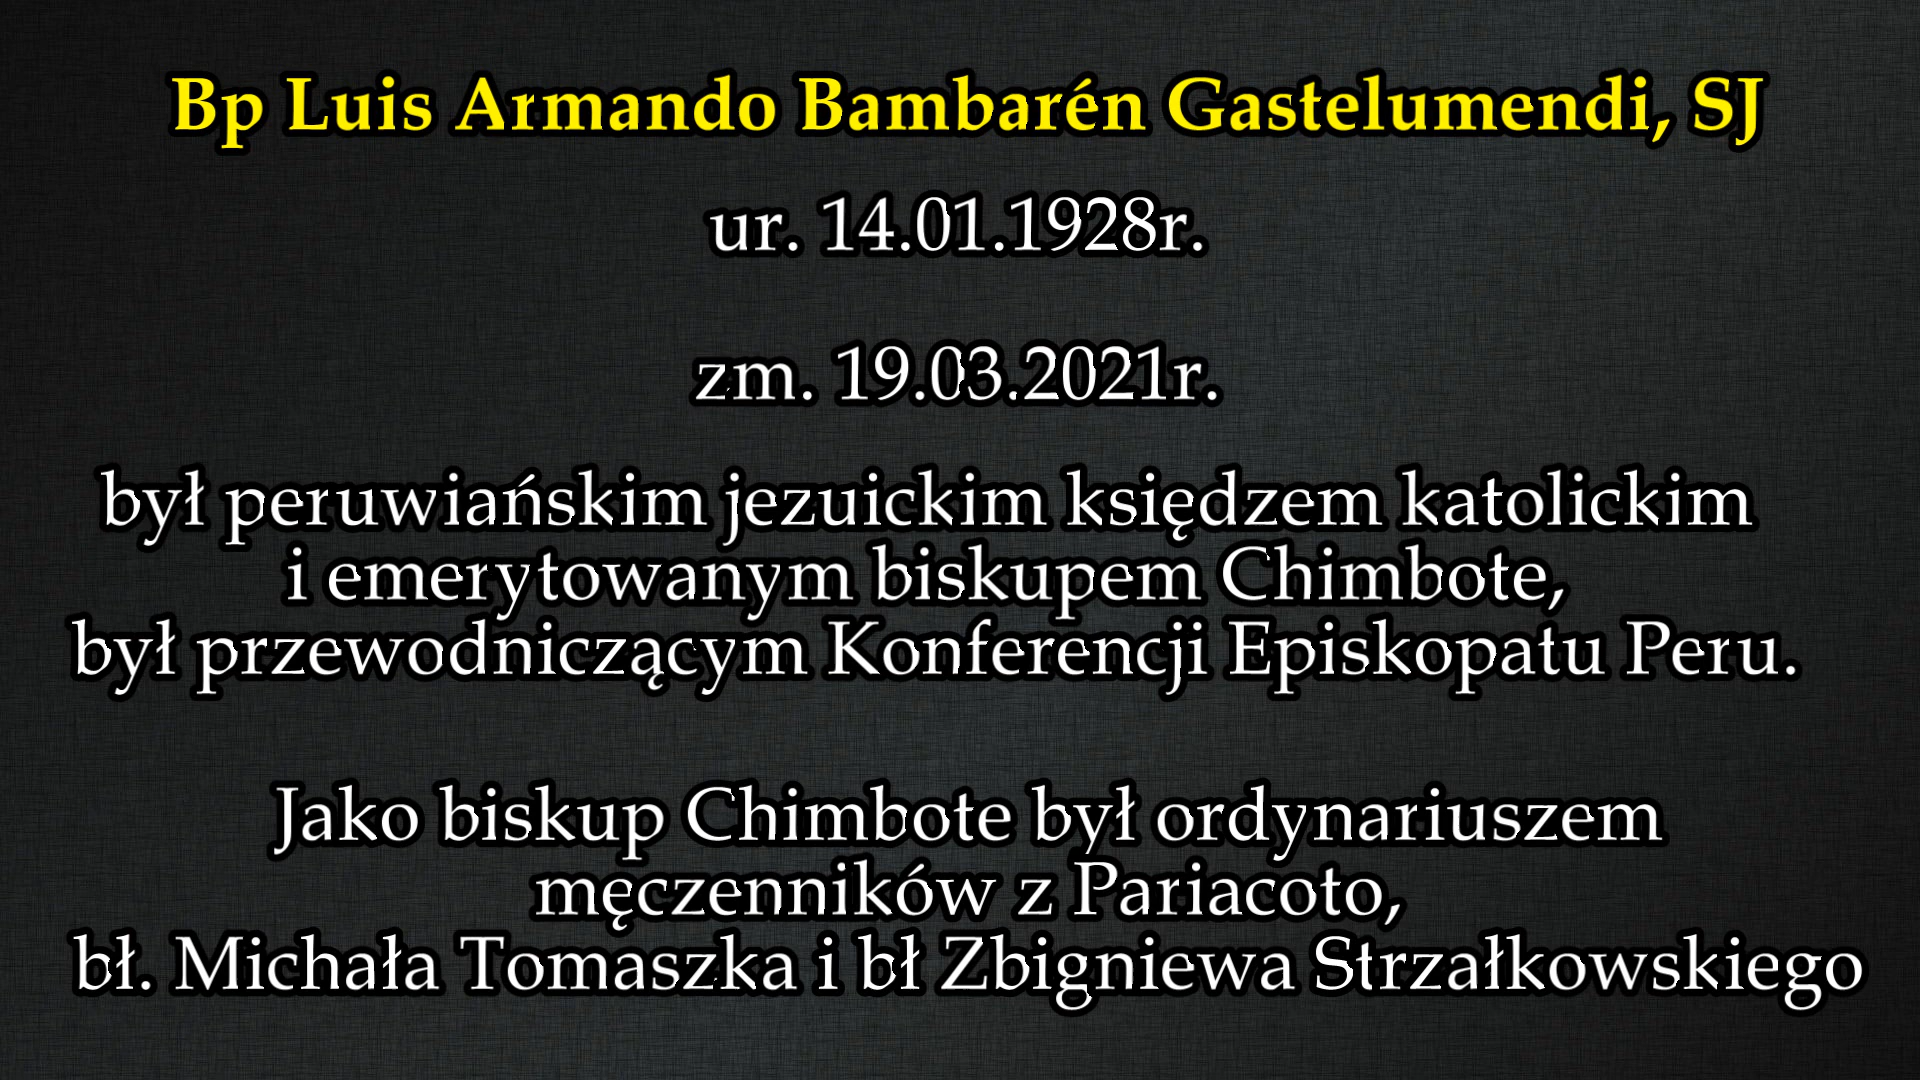 Bp Luis Armando Bambarén Gastelumendi, SJ
ur. 14.01.1928r.
zm. 19.03.2021r.
był peruwiańskim jezuickim księdzem katolickim
i emerytowanym biskupem Chimbote,
był przewodniczącym Konferencji Episkopatu Peru.
Jako biskup Chimbote był ordynariuszem
męczenników z Pariacoto,
bł. Michała Tomaszka i bł Zbigniewa Strzałkowskiego